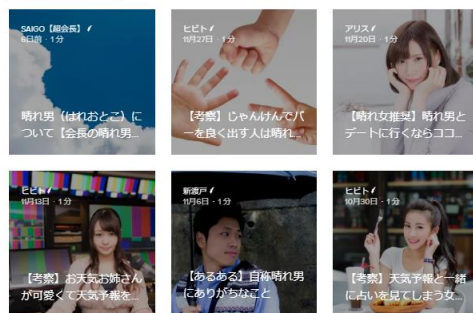 SAIGO【超会長】
6日前 · 1分
晴れ男（はれおとこ）に
ついて【会長の晴れ男...
ヒビト
11月27日 · 1分
【考察】じゃんけんでパ
ーを良く出す人は晴れ...
アリス
11月20日 · 1分
【晴れ女推奨】晴れ男と
デートに行くならココ...
ヒビト
11月13日 · 1分
【考察】お天気お姉さん
が可愛くて天気予報を...
新渡戸
11月6日 · 1分
【あるある】自称晴れ男
にありがちなこと
ヒビト
10月30日 · 1分
【考察】天気予報と一緒
に占いを見てしまう女...